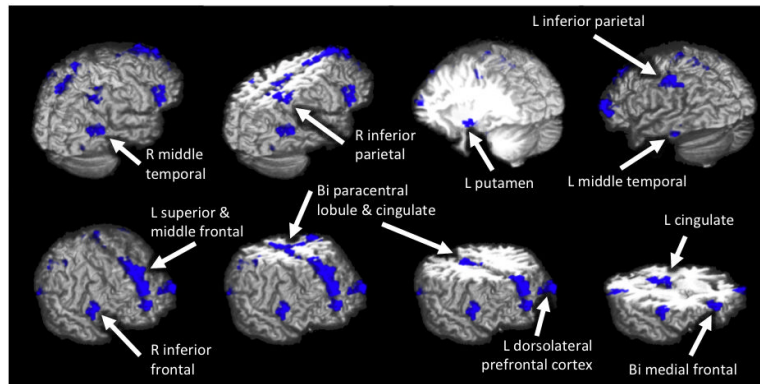 L inferior parietal
R middle
temporal
R inferior
parietal
L putamen
L middle temporal
L superior &
middle frontal
Bi paracentral
lobule & cingulate
L cingulate
R inferior
frontal
L dorsolateral
prefrontal cortex
Bi medial frontal